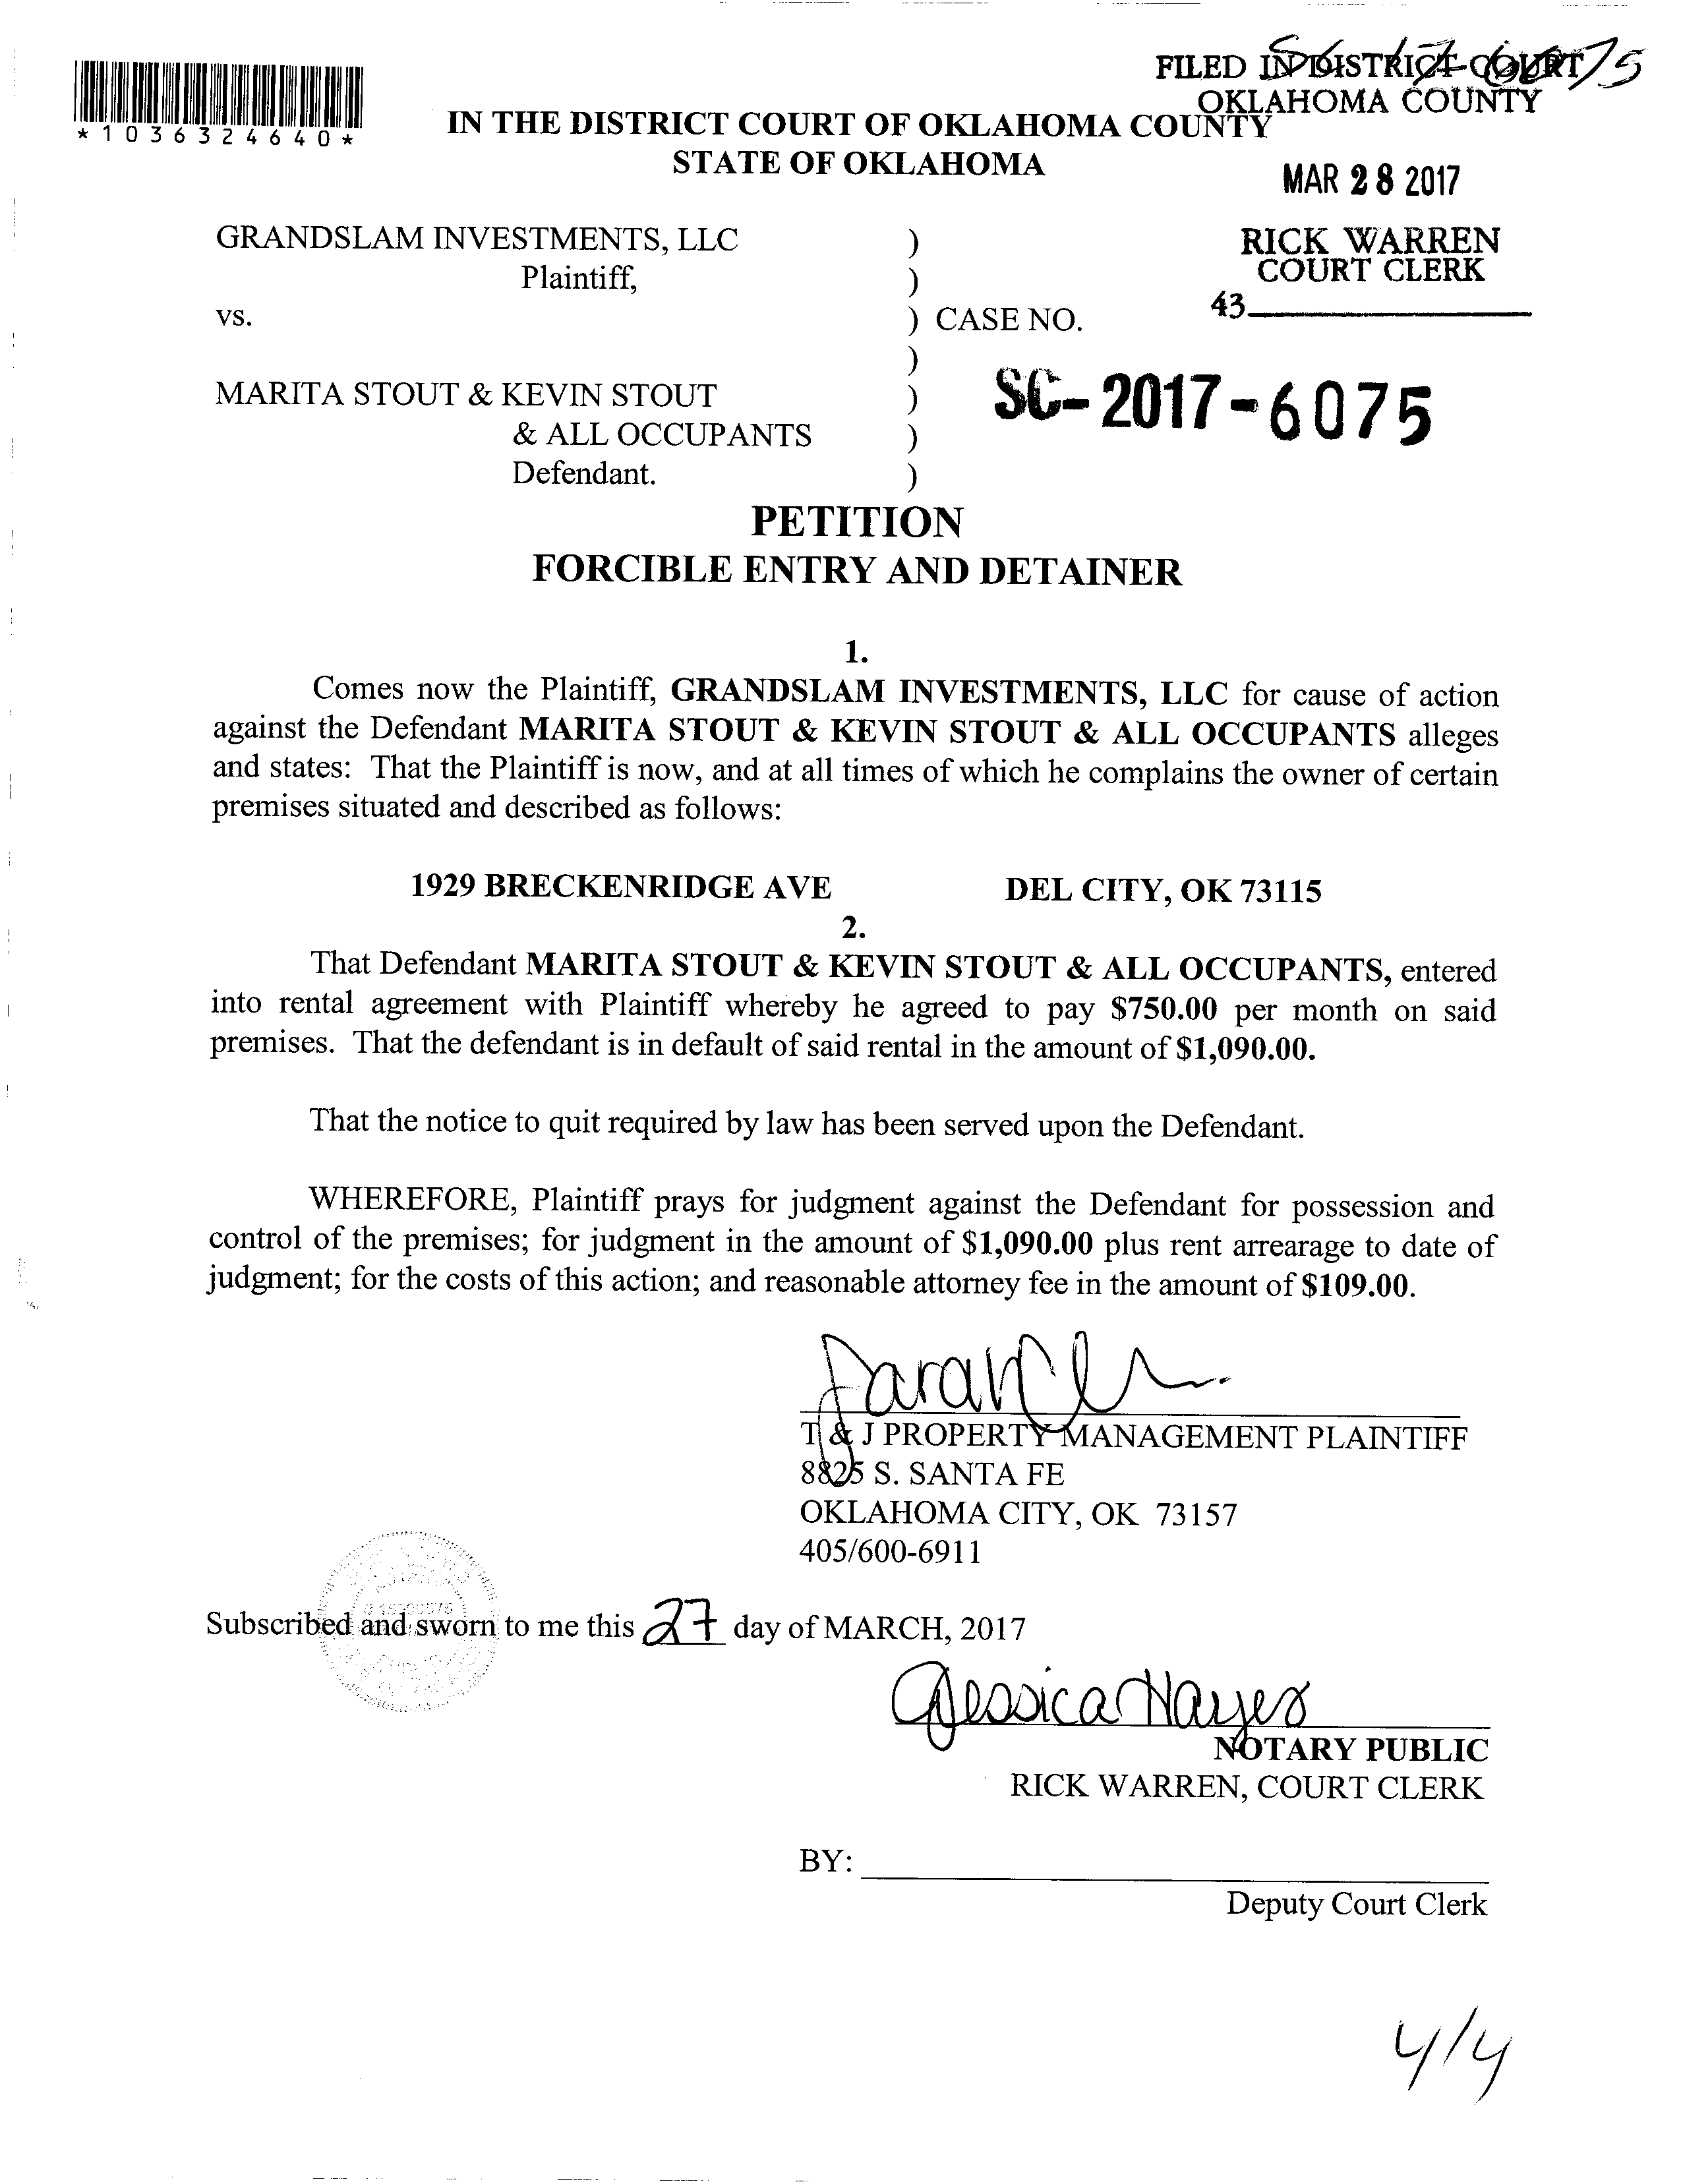 SC-17-6075
FILED IN DISTRICT COURT
OKLAHOMA COUNTY
*1036324640*
IN THE DISTRICT COURT OF OKLAHOMA COUNTY
STATE OF OKLAHOMA
MAR 28 2017
RICK WARREN
COURT CLERK
43
GRANDSLAM INVESTMENTS, LLC )
Plaintiff, )
vs. ) CASE NO.
)
MARITA STOUT & KEVIN STOUT )
& ALL OCCUPANTS )
Defendant. )
SC-2017-6075
PETITION
FORCIBLE ENTRY AND DETAINER
1.
Comes now the Plaintiff, GRANDSLAM INVESTMENTS, LLC for cause of action
against the Defendant MARITA STOUT & KEVIN STOUT & ALL OCCUPANTS alleges
and states: That the Plaintiff is now, and at all times of which he complains the owner of certain
premises situated and described as follows:
1929 BRECKENRIDGE AVE DEL CITY, OK 73115
2.
That Defendant MARITA STOUT & KEVIN STOUT & ALL OCCUPANTS, entered
into rental agreement with Plaintiff whereby he agreed to pay $750.00 per month on said
premises. That the defendant is in default of said rental in the amount of $1,090.00.
That the notice to quit required by law has been served upon the Defendant.
WHEREFORE, Plaintiff prays for judgment against the Defendant for possession and
control of the premises; for judgment in the amount of $1,090.00 plus rent arrearage to date of
judgment; for the costs of this action; and reasonable attorney fee in the amount of $109.00.
T & J PROPERTY MANAGEMENT PLAINTIFF
8825 S. SANTA FE
OKLAHOMA CITY, OK 73157
405/600-6911
Subscribed and sworn to me this 27 day of MARCH, 2017
Jessica Hayes
NOTARY PUBLIC
RICK WARREN, COURT CLERK
BY:
Deputy Court Clerk
4/4